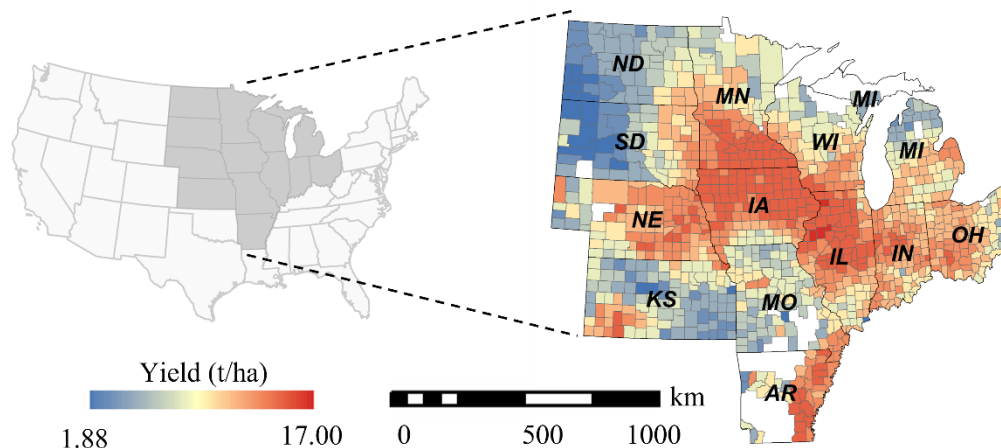 ND
MN
MI
SD
WI
MI
NE
IA
IL
IN
OH
KS
MO
AR
Yield (t/ha)
1.88
17.00
km
0
500
1000